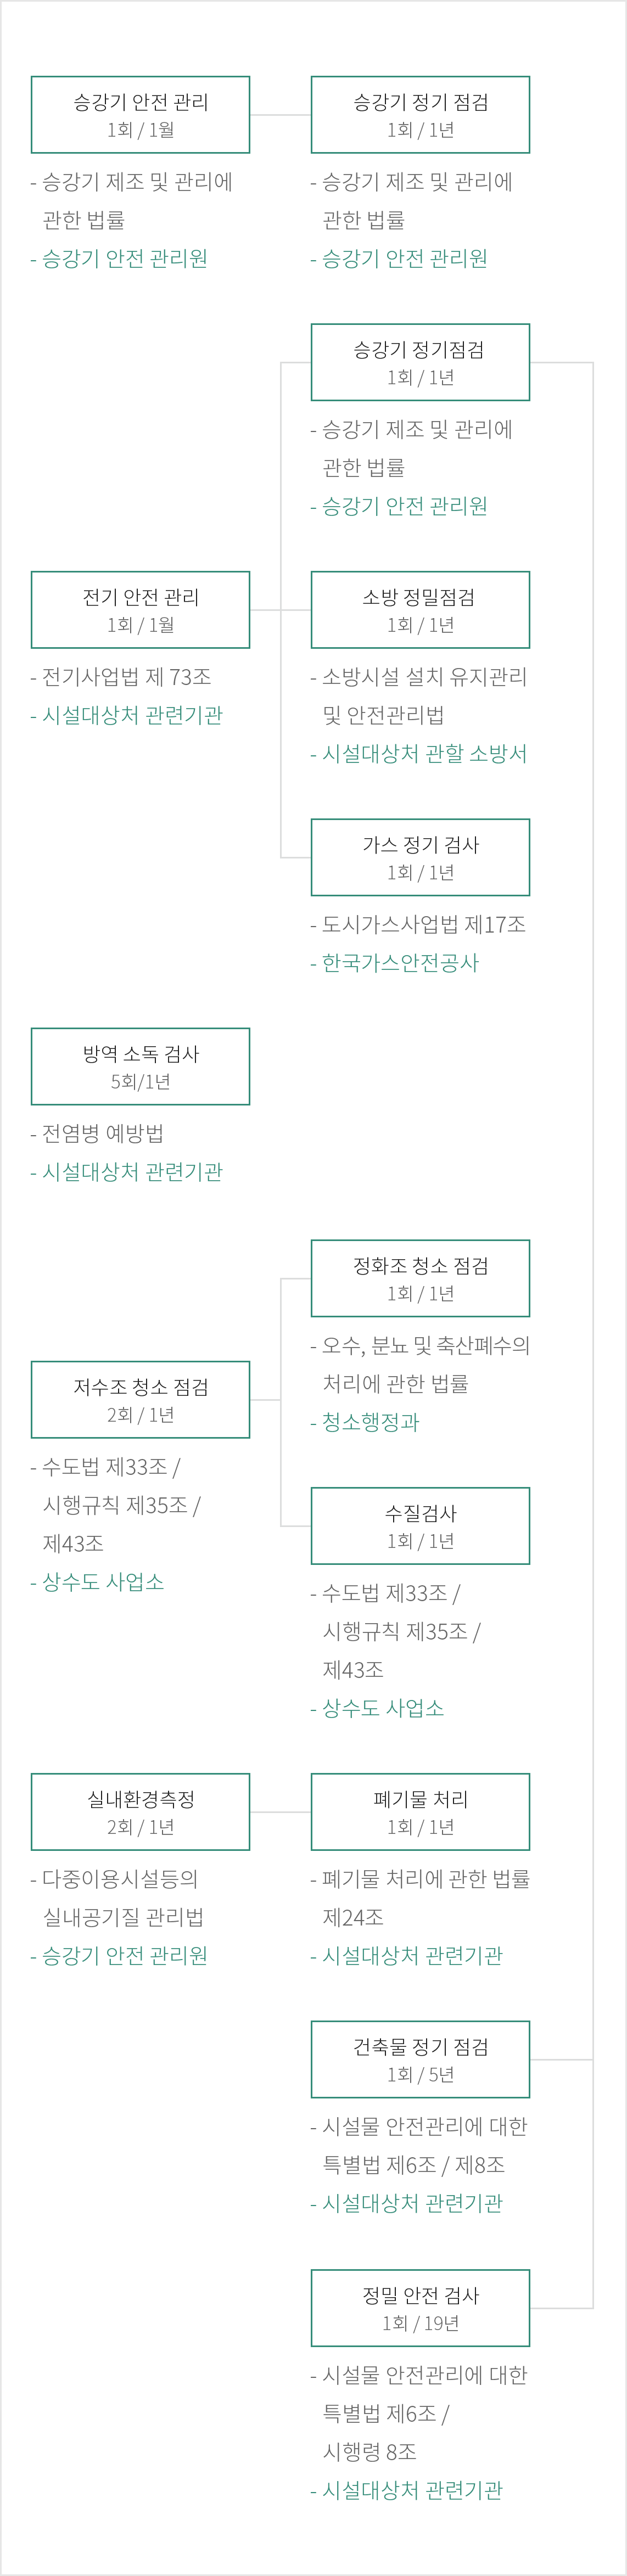 승강기 안전 관리
1회 / 1월
- 승강기 제조 및 관리에
관한 법률
- 승강기 안전 관리원
승강기 정기 점검
1회 / 1년
- 승강기 제조 및 관리에
관한 법률
- 승강기 안전 관리원
승강기 정기점검
1회 / 1년
- 승강기 제조 및 관리에
관한 법률
- 승강기 안전 관리원
전기 안전 관리
1회 / 1월
- 전기사업법 제 73조
- 시설대상처 관련기관
소방 정밀점검
1회 / 1년
- 소방시설 설치 유지관리
및 안전관리법
- 시설대상처 관할 소방서
가스 정기 검사
1회 / 1년
- 도시가스사업법 제17조
- 한국가스안전공사
방역 소독 검사
5회/1년
- 전염병 예방법
- 시설대상처 관련기관
정화조 청소 점검
1회 / 1년
- 오수, 분뇨 및 축산폐수의
처리에 관한 법률
- 청소행정과
저수조 청소 점검
2회 / 1년
- 수도법 제33조 /
시행규칙 제35조 /
제43조
- 상수도 사업소
수질검사
1회 / 1년
- 수도법 제33조 /
시행규칙 제35조 /
제43조
- 상수도 사업소
실내환경측정
2회 / 1년
- 다중이용시설등의
실내공기질 관리법
- 승강기 안전 관리원
폐기물 처리
1회 / 1년
- 폐기물 처리에 관한 법률
제24조
- 시설대상처 관련기관
건축물 정기 점검
1회 / 5년
- 시설물 안전관리에 대한
특별법 제6조 / 제8조
- 시설대상처 관련기관
정밀 안전 검사
1회 / 19년
- 시설물 안전관리에 대한
특별법 제6조 /
시행령 8조
- 시설대상처 관련기관